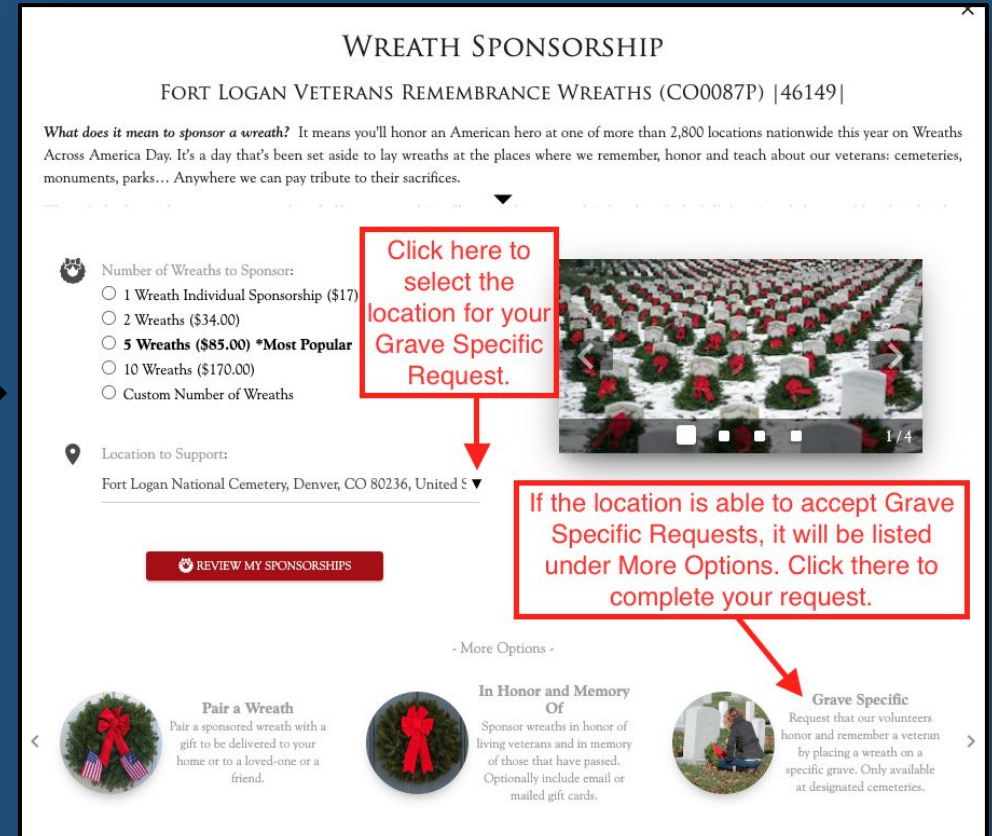 WREATH SPONSORSHIP
FORT LOGAN VETERANS REMEMBRANCE WREATHS (CO0087P) |46149|
What does it mean to sponsor a wreath? It means you'll honor an American hero at one of more than 2,800 locations nationwide this year on Wreaths
Across America Day. It's a day that's been set aside to lay wreaths at the places where we remember, honor and teach about our veterans: cemeteries,
monuments, parks… Anywhere we can pay tribute to their sacrifices.
Click here to
select the
location for your
Grave Specific
Request.
Number of Wreaths to Sponsor:
1 Wreath Individual Sponsorship ($17)
2 Wreaths ($34.00)
5 Wreaths ($85.00) *Most Popular
10 Wreaths ($170.00)
Custom Number of Wreaths
1 / 4
Location to Support:
Fort Logan National Cemetery, Denver, CO 80236, United S
If the location is able to accept Grave
Specific Requests, it will be listed
under More Options. Click there to
complete your request.
REVIEW MY SPONSORSHIPS
- More Options -
Pair a Wreath
Pair a sponsored wreath with a
gift to be delivered to your
home or to a loved-one or a
friend.
In Honor and Memory
Of
Sponsor wreaths in honor of
living veterans and in memory
of those that have passed.
Optionally include email or
mailed gift cards.
Grave Specific
Request that our volunteers
honor and remember a veteran
by placing a wreath on a
specific grave. Only available
at designated cemeteries.